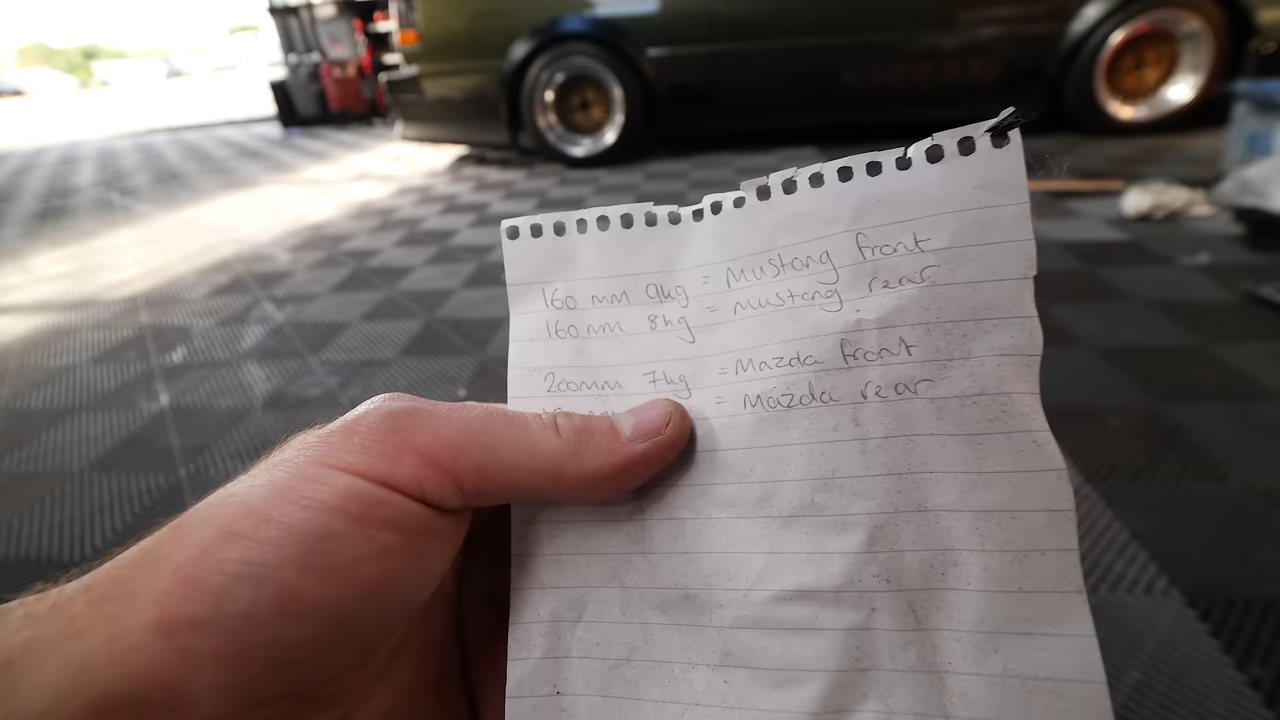 160 mm 9kg = Mustang front
160 mm 8kg = mustang rear
200mm 7kg = Mazda front
= Mazda rear